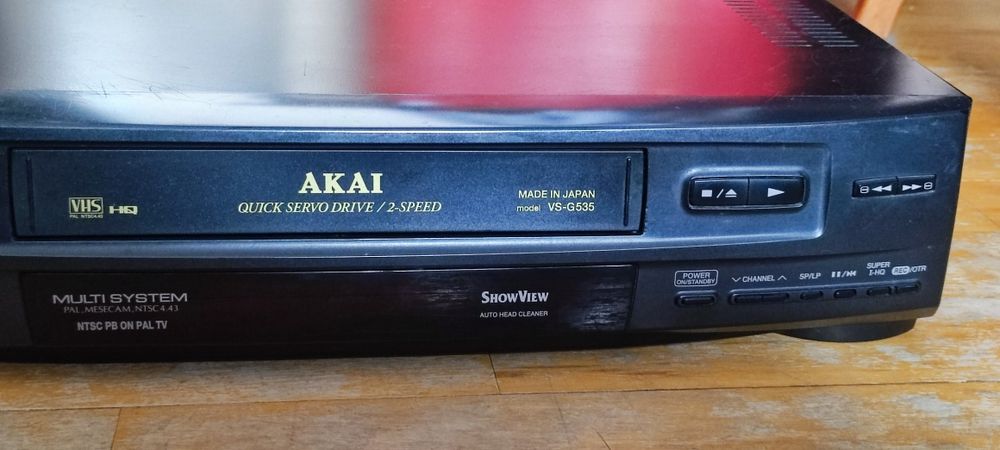 AKAI
QUICK SERVO DRIVE / 2-SPEED
VHS HQ
PAL NTSC4.43
MADE IN JAPAN
model VS-G535
MULTI SYSTEM
PAL, MESECAM, NTSC 4.43
NTSC PB ON PAL TV
SHOWVIEW
AUTO HEAD CLEANER
POWER
ON/STANDBY
CHANNEL
SP/LP
SUPER
I-HQ
REC/OTR